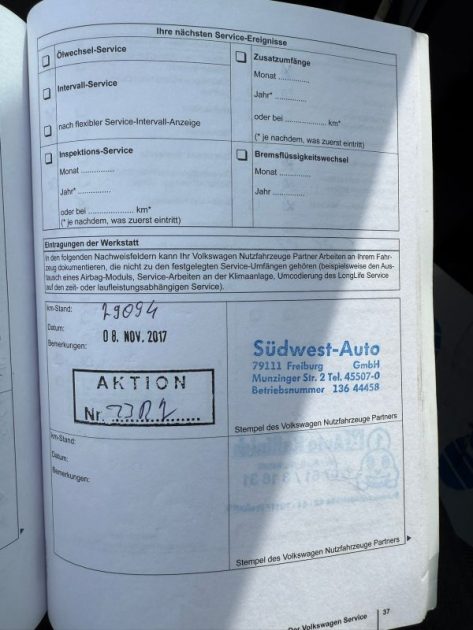 Ihre nächsten Service-Ereignisse
Ölwechsel-Service
Intervall-Service
nach flexibler Service-Intervall-Anzeige
Zusatzumfänge
Monat ............
Jahr* ............
oder bei ................ km*
(* je nachdem, was zuerst eintritt)
Inspektions-Service
Monat ............
Jahr* ............
oder bei ................ km*
(* je nachdem, was zuerst eintritt)
Bremsflüssigkeitswechsel
Monat ............
Jahr ............
Eintragungen der Werkstatt
In den folgenden Nachweisfeldern kann Ihr Volkswagen Nutzfahrzeuge Partner Arbeiten an Ihrem Fahr-
zeug dokumentieren, die nicht zu den festgelegten Service-Umfängen gehören (beispielsweise den Aus-
tausch eines Airbag-Moduls, Service-Arbeiten an der Klimaanlage, Umcodierung des LongLife Service
auf den zeit- oder laufleistungsabhängigen Service).
km-Stand: 29094
Datum: 08. NOV. 2017
Bemerkungen:
AKTION
Nr.
Südwest-Auto
79111 Freiburg GmbH
Munzinger Str. 2 Tel. 45507-0
Betriebsnummer 136 44458
Stempel des Volkswagen Nutzfahrzeuge Partners
km-Stand:
Datum:
Bemerkungen:
Stempel des Volkswagen Nutzfahrzeuge Partners
Der Volkswagen Service 37